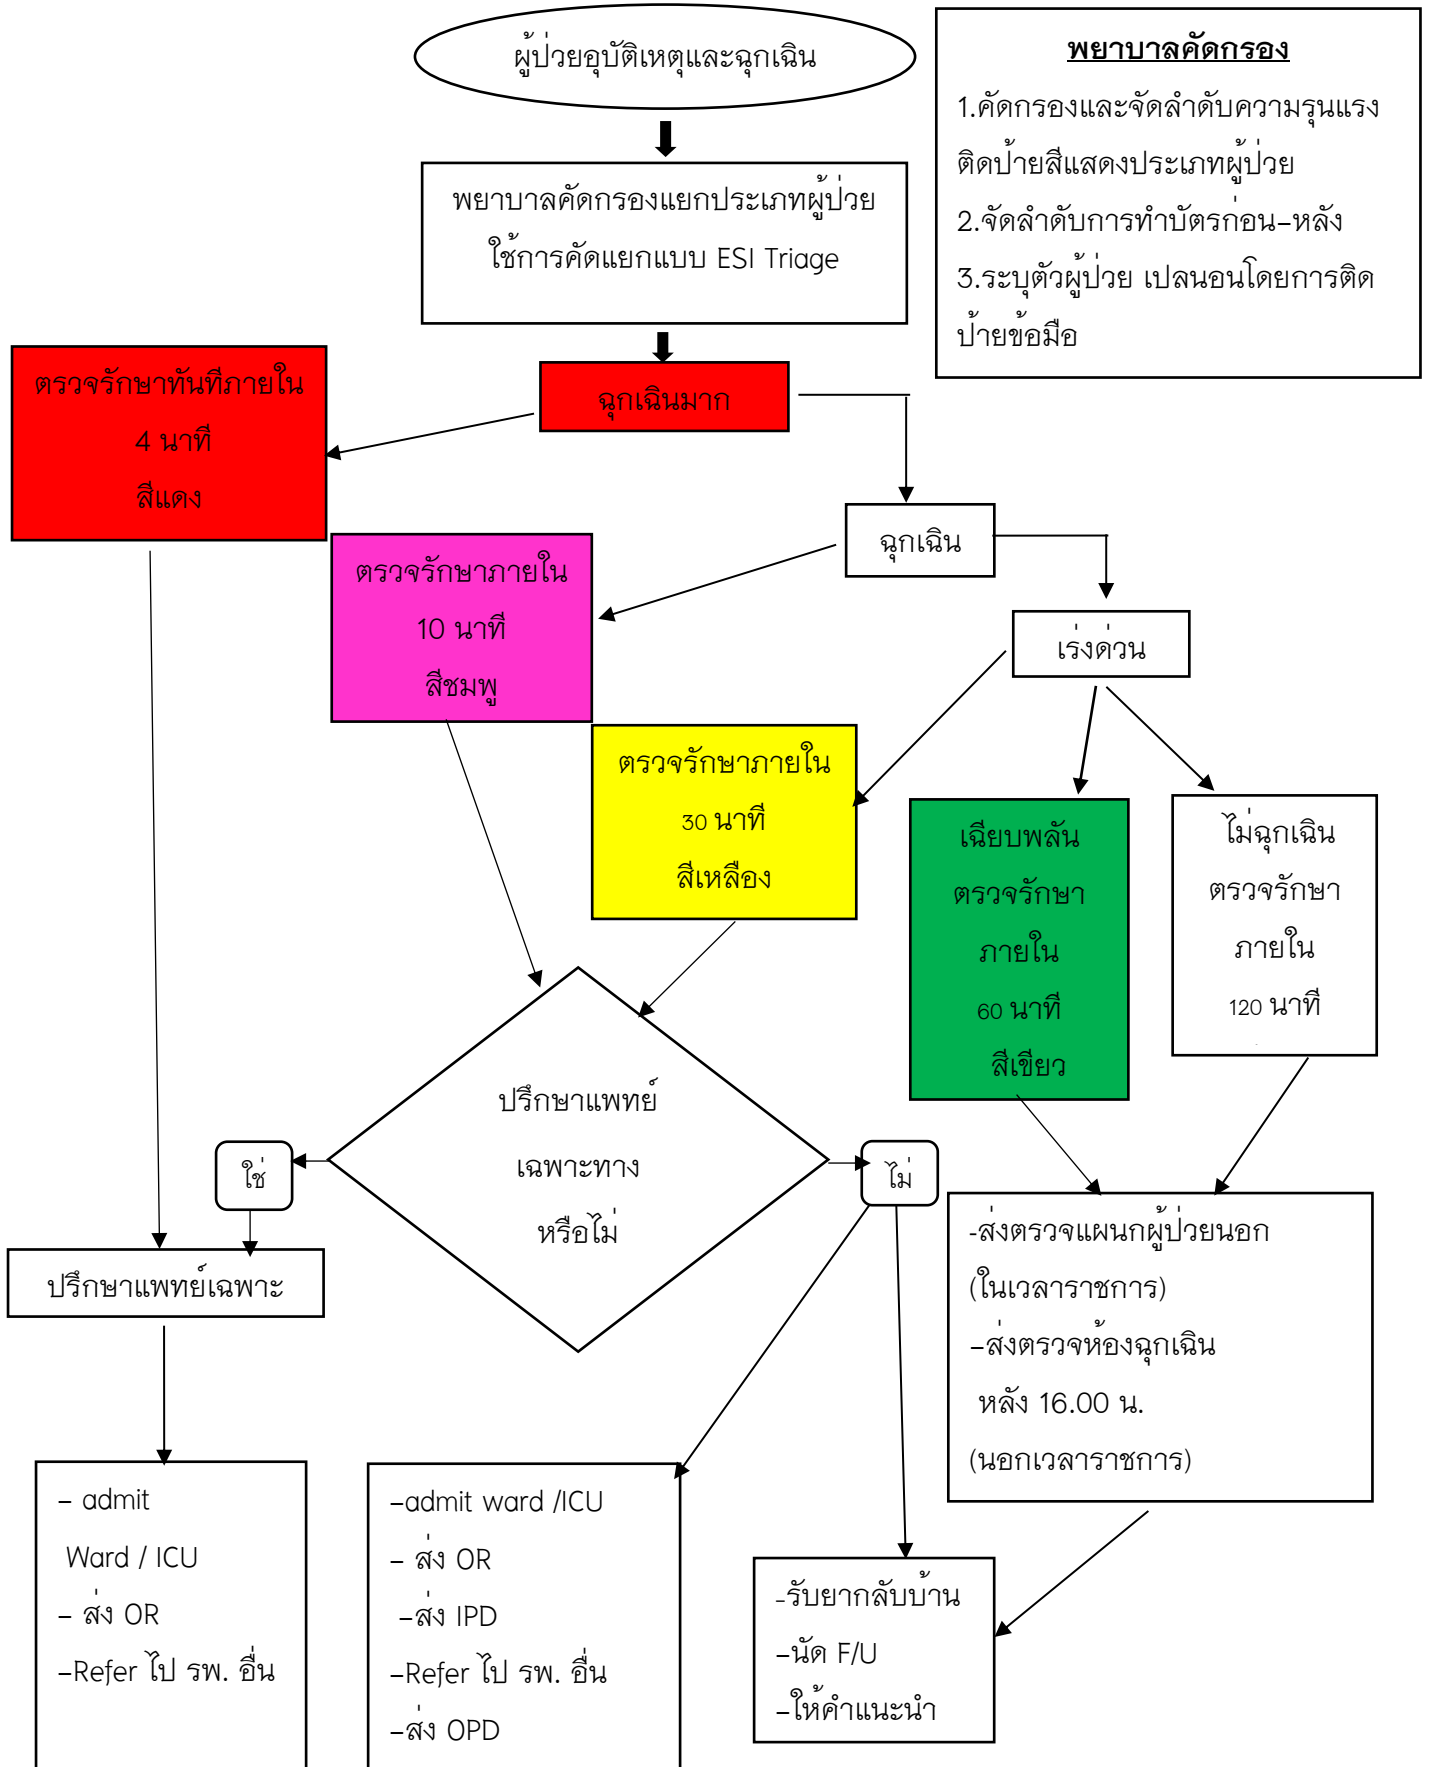 ผู้ป่วยอุบัติเหตุและฉุกเฉิน
พยาบาลคัดกรอง
1.คัดกรองและจัดลำดับความรุนแรง
ติดป้ายสีแสดงประเภทผู้ป่วย
2.จัดลำดับการทำบัตรก่อน-หลัง
3.ระบุตัวผู้ป่วย เปลนอนโดยการติด
ป้ายข้อมือ
พยาบาลคัดกรองแยกประเภทผู้ป่วย
ใช้การคัดแยกแบบ ESI Triage
ฉุกเฉินมาก
ตรวจรักษาทันทีภายใน
4 นาที
สีแดง
ฉุกเฉิน
ตรวจรักษาภายใน
10 นาที
สีชมพู
เร่งด่วน
ตรวจรักษาภายใน
30 นาที
สีเหลือง
เฉียบพลัน
ตรวจรักษา
ภายใน
60 นาที
สีเขียว
ไม่ฉุกเฉิน
ตรวจรักษา
ภายใน
120 นาที
ปรึกษาแพทย์
เฉพาะทาง
หรือไม่
ใช่
ไม่
ปรึกษาแพทย์เฉพาะ
-ส่งตรวจแผนกผู้ป่วยนอก
(ในเวลาราชการ)
-ส่งตรวจห้องฉุกเฉิน
หลัง 16.00 น.
(นอกเวลาราชการ)
- admit
Ward / ICU
- ส่ง OR
-Refer ไป รพ. อื่น
-admit ward /ICU
- ส่ง OR
-ส่ง IPD
-Refer ไป รพ. อื่น
-ส่ง OPD
-รับยากลับบ้าน
-นัด F/U
-ให้คำแนะนำ